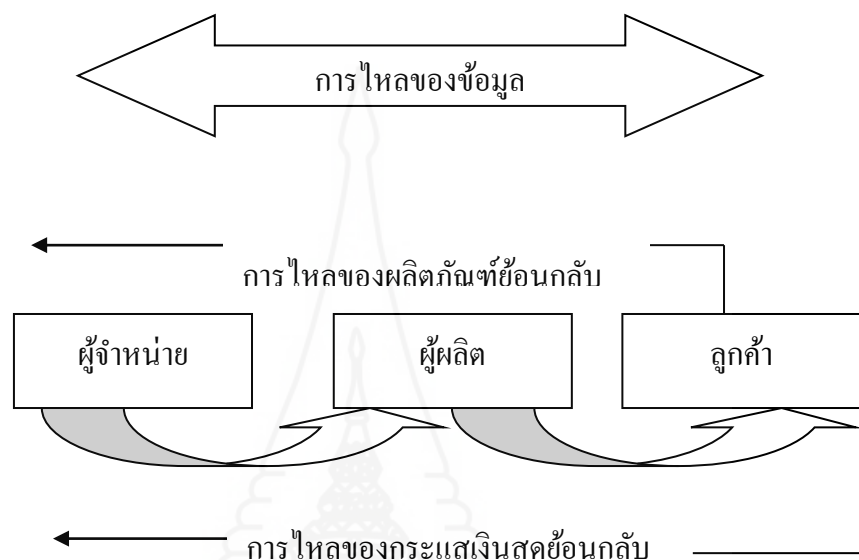 การไหลของข้อมูล
การไหลของผลิตภัณฑ์ย้อนกลับ
ผู้จำหน่าย
ผู้ผลิต
ลูกค้า
การไหลของกระแสเงินสดย้อนกลับ